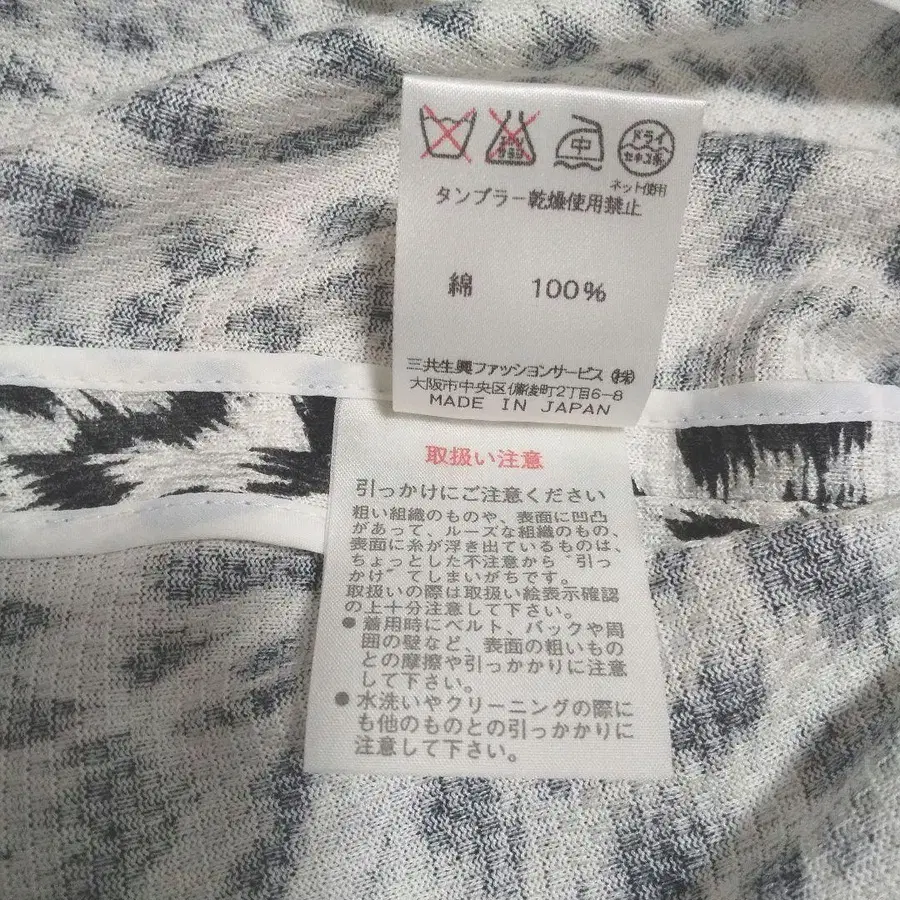 中
ドライ
セキユ系
ネット使用
タンブラー乾燥使用禁止
綿 100%
三共生興ファッションサービス(株)
大阪市中央区備後町2丁目6-8
MADE IN JAPAN
取扱い注意
引っかけにご注意ください
粗い組織のものや、表面に凹凸
があって、ルーズな組織のもの、
表面に糸が浮き出ているものは、
ちょっとした不注意から“引っ
かけ”てしまいがちです。
取扱いの際は取扱い絵表示確認
の上十分注意して下さい。
●着用時にベルト、バックや周
囲の壁など、表面の粗いもの
との摩擦や引っかかりに注意
して下さい。
●水洗いやクリーニングの際に
も他のものとの引っかかりに
注意して下さい。